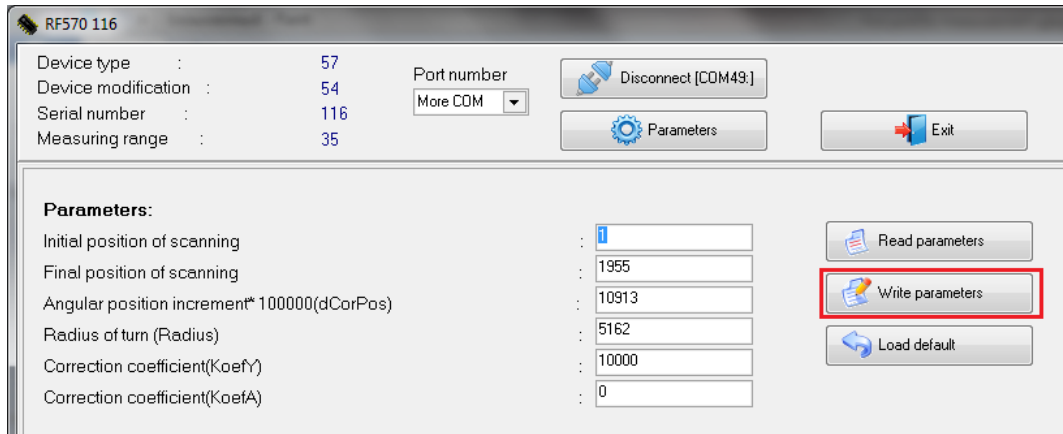 RF570 116
Device type : 57
Device modification : 54
Serial number : 116
Measuring range : 35
Port number
More COM
Disconnect [COM49:]
Parameters
Exit
Parameters:
Initial position of scanning : 1
Final position of scanning : 1955
Angular position increment* 100000(dCorPos) : 10913
Radius of turn (Radius) : 5162
Correction coefficient(KoefY) : 10000
Correction coefficient(KoefA) : 0
Read parameters
Write parameters
Load default